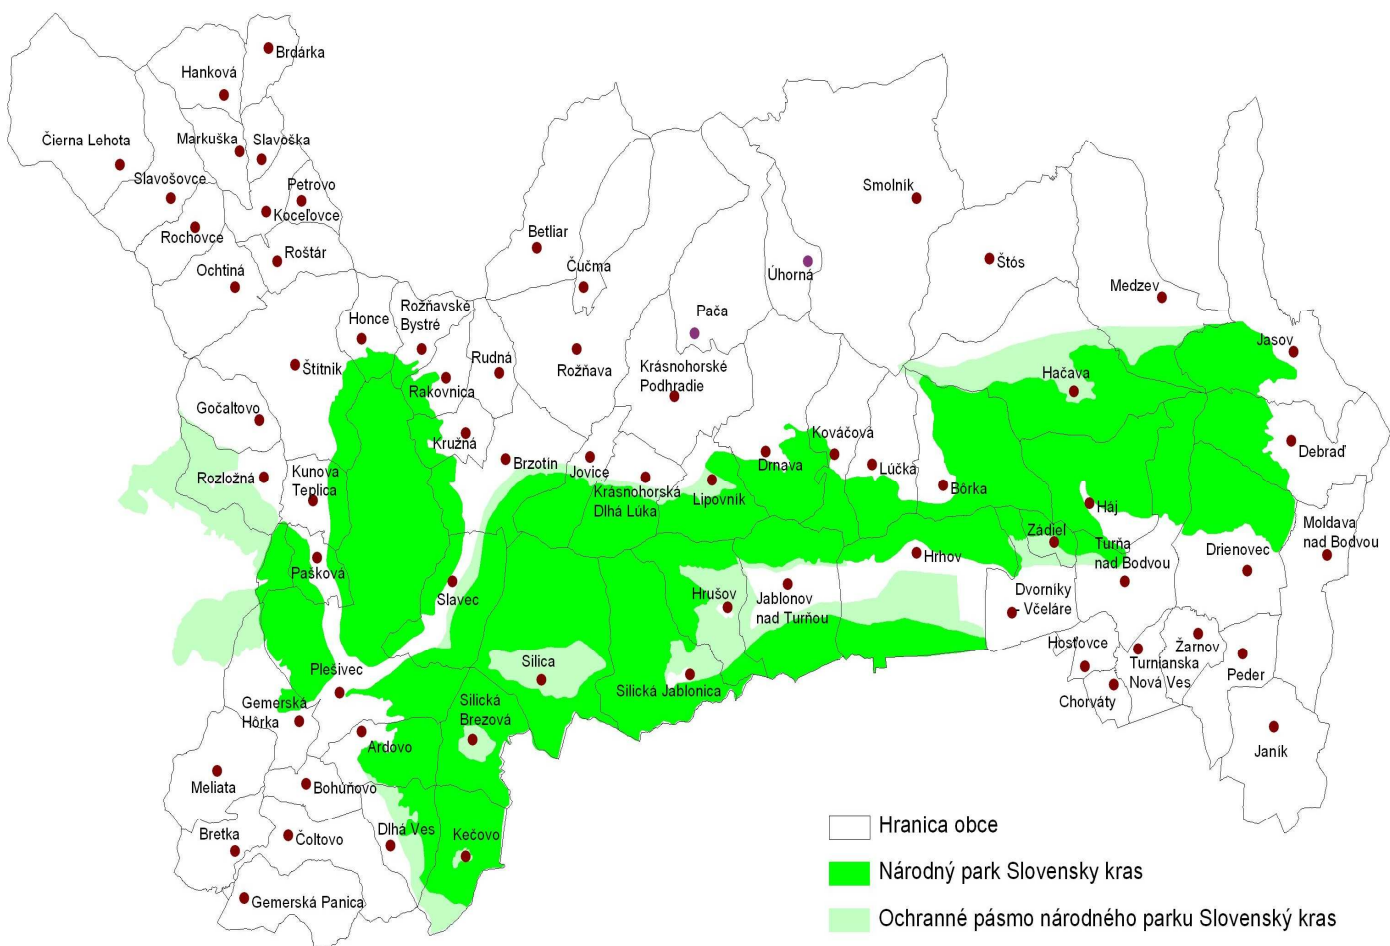 Brdárka
Hanková
Čierna Lehota
Markuška
Slavoška
Slavošovce
Petrovo
Koceľovce
Rochovce
Roštár
Ochtiná
Smolník
Betliar
Čučma
Úhorná
Štós
Medzev
Honce
Rožňavské
Bystré
Pača
Jasov
Štítnik
Rudná
Rožňava
Krásnohorské
Podhradie
Hačava
Rakovnica
Gočaltovo
Kružná
Kováčová
Debraď
Rozložná
Kunova
Teplica
Brzotín
Jovice
Drnava
Lúčka
Krásnohorská
Dlhá Lúka
Lipovník
Bôrka
Háj
Moldava
nad Bodvou
Zádiel
Turňa
nad Bodvou
Drienovec
Pašková
Hrhov
Slavec
Hrušov
Jablonov
nad Turňou
Dvorníky
- Včeláre
Hosťovce
Žarnov
Turnianska
Nová Ves
Peder
Plešivec
Silica
Silická Jablonica
Chorváty
Gemerská
Hôrka
Silická
Brezová
Ardovo
Janík
Meliata
Bohúňovo
Bretka
Čoltovo
Dlhá Ves
Kečovo
Gemerská Panica
Hranica obce
Národný park Slovensky kras
Ochranné pásmo národného parku Slovenský kras